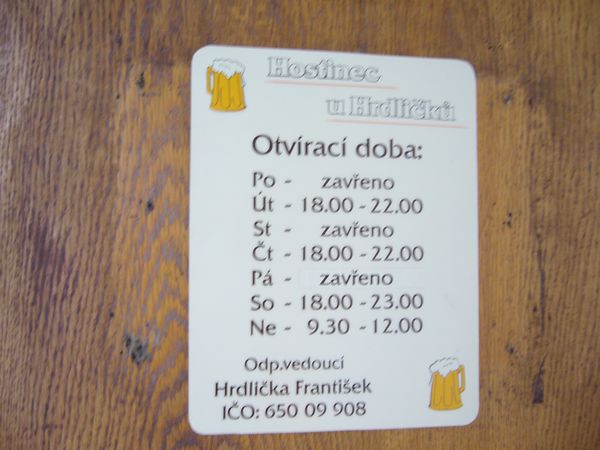 Hostinec
u Hrdličků
Otvírací doba:
Po - zavřeno
Út - 18.00 - 22.00
St - zavřeno
Čt - 18.00 - 22.00
Pá - zavřeno
So - 18.00 - 23.00
Ne - 9.30 - 12.00
Odp.vedoucí
Hrdlička František
IČO: 650 09 908